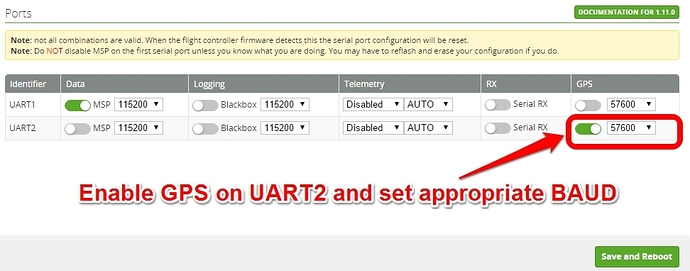 Ports
DOCUMENTATION FOR 1.11.0
Note: not all combinations are valid. When the flight controller firmware detects this the serial port configuration will be reset.
Note: Do NOT disable MSP on the first serial port unless you know what you are doing. You may have to reflash and erase your configuration if you do.
Identifier Data Logging Telemetry RX GPS
UART1 MSP 115200 Blackbox 115200 Disabled AUTO Serial RX 57600
UART2 MSP 115200 Blackbox 115200 Disabled AUTO Serial RX 57600
Enable GPS on UART2 and set appropriate BAUD
Save and Reboot